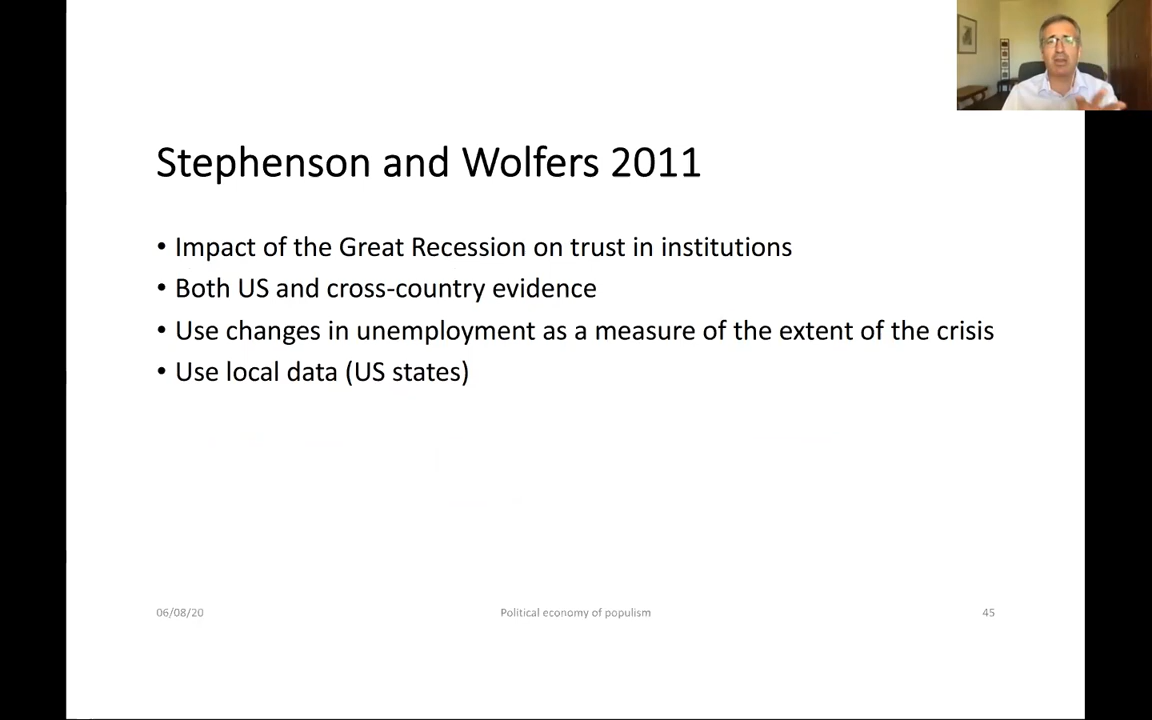 Stephenson and Wolfers 2011
• Impact of the Great Recession on trust in institutions
• Both US and cross-country evidence
• Use changes in unemployment as a measure of the extent of the crisis
• Use local data (US states)
06/08/20
Political economy of populism
45